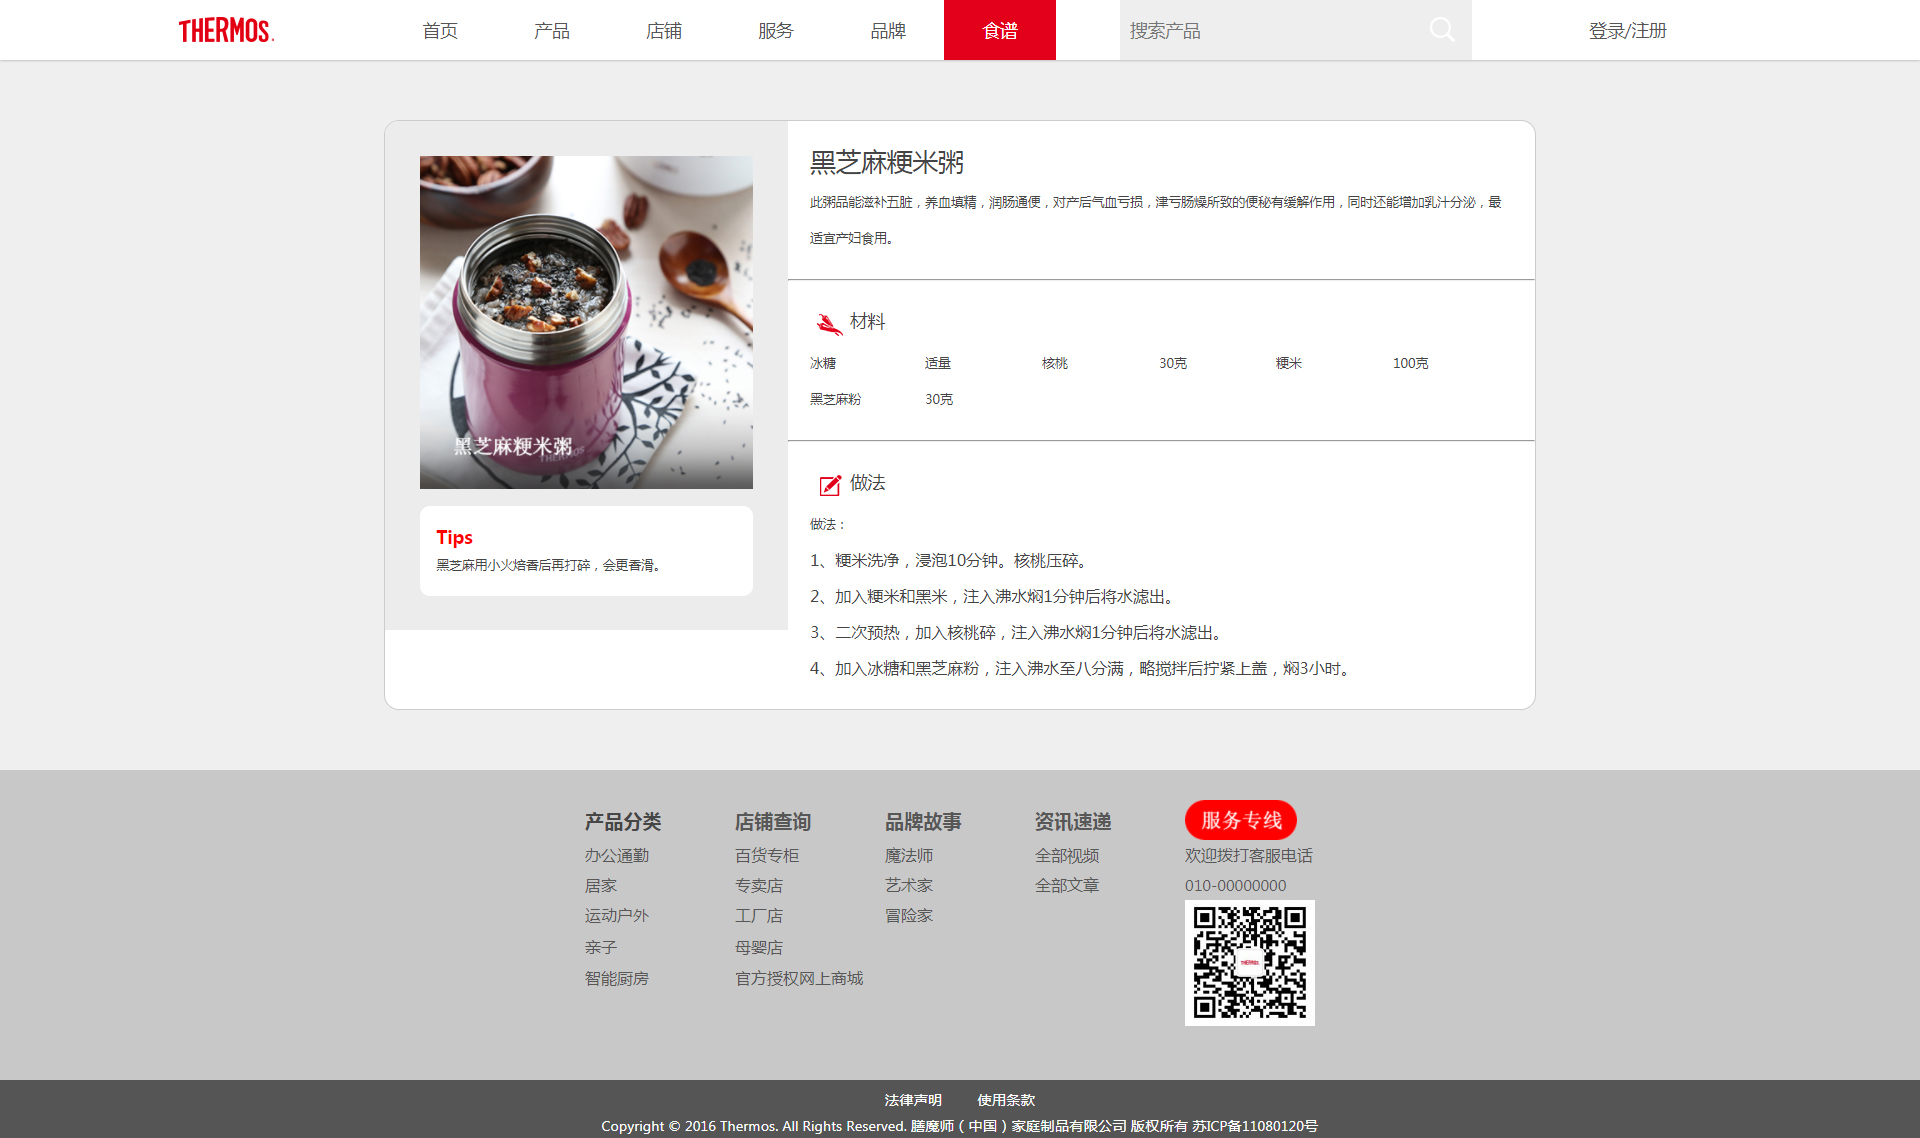 THERMOS.
首页
产品
店铺
服务
品牌
食谱
搜索产品
登录/注册
黑芝麻粳米粥
THERMOS
Tips
黑芝麻用小火焙香后再打碎，会更香滑。
黑芝麻粳米粥
此粥品能滋补五脏，养血填精，润肠通便，对产后气血亏损，津亏肠燥所致的便秘有缓解作用，同时还能增加乳汁分泌，最
适宜产妇食用。
材料
冰糖 适量 核桃 30克 粳米 100克
黑芝麻粉 30克
做法
做法：
1、粳米洗净，浸泡10分钟。核桃压碎。
2、加入粳米和黑米，注入沸水焖1分钟后将水滤出。
3、二次预热，加入核桃碎，注入沸水焖1分钟后将水滤出。
4、加入冰糖和黑芝麻粉，注入沸水至八分满，略搅拌后拧紧上盖，焖3小时。
产品分类
办公通勤
居家
运动户外
亲子
智能厨房
店铺查询
百货专柜
专卖店
工厂店
母婴店
官方授权网上商城
品牌故事
魔法师
艺术家
冒险家
资讯速递
全部视频
全部文章
服务专线
欢迎拨打客服电话
010-00000000
THERMOS
法律声明 使用条款
Copyright © 2016 Thermos. All Rights Reserved. 膳魔师（中国）家庭制品有限公司 版权所有 苏ICP备11080120号